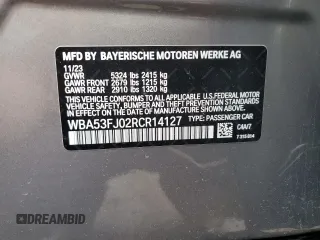 MFD BY BAYERISCHE MOTOREN WERKE AG
11/23
GVWR 5324 lbs 2415 kg
GAWR FRONT 2679 lbs 1215 kg
GAWR REAR 2910 lbs 1320 kg
THIS VEHICLE CONFORMS TO ALL APPLICABLE FEDERAL MOTOR
VEHICLE SAFETY, BUMPER, AND THEFT PREVENTION STANDARDS
IN EFFECT ON THE DATE OF MANUFACTURE SHOWN ABOVE.
WBA53FJ02RCR14127 TYPE: PASSENGER CAR
C4A/7
DREAMBID